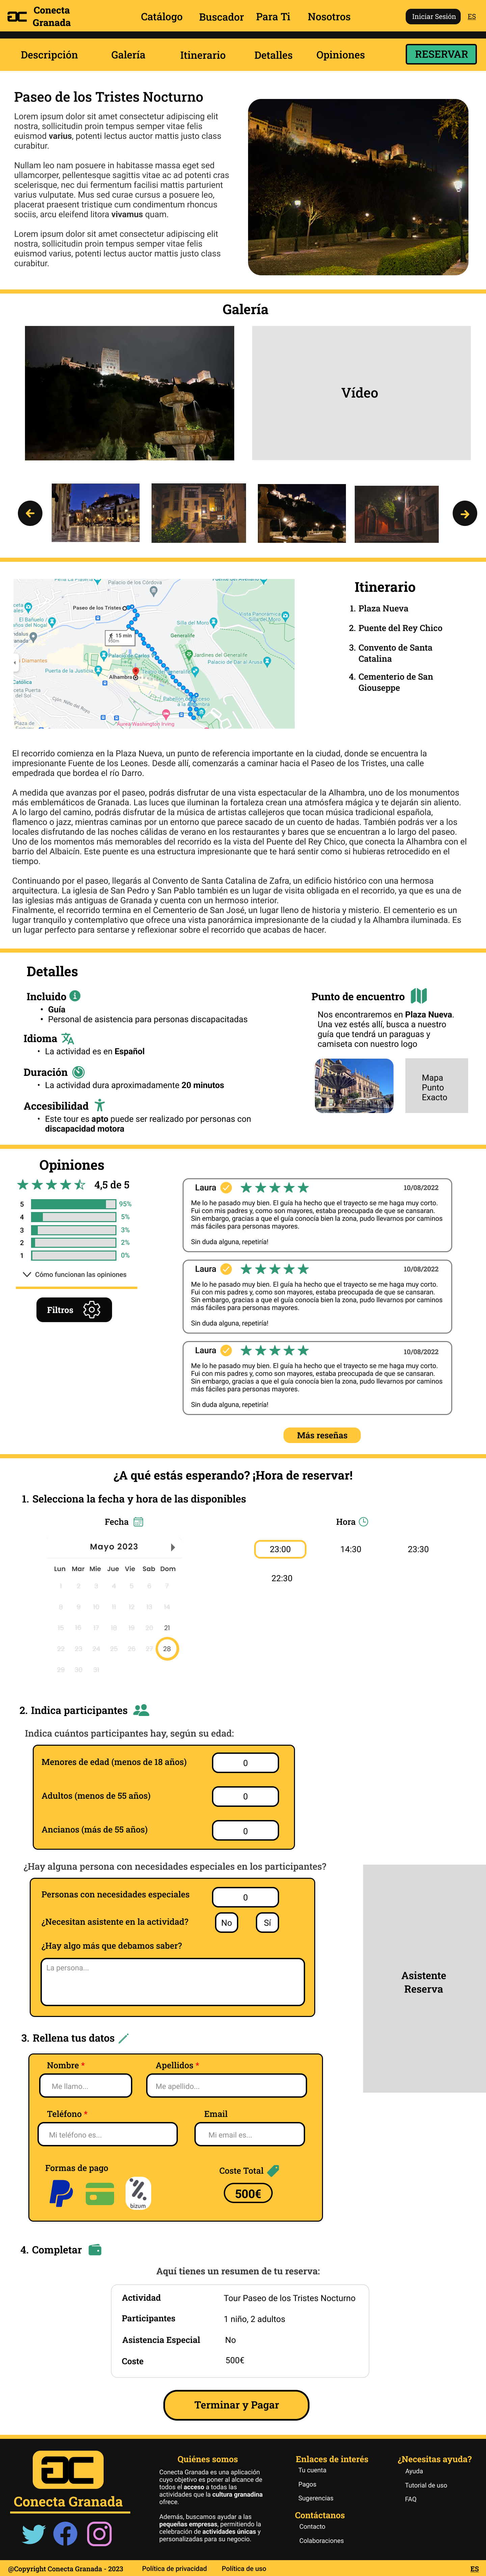 Conecta
Granada
Catálogo
Buscador
Para Ti
Nosotros
Iniciar Sesión
ES
Descripción
Galería
Itinerario
Detalles
Opiniones
RESERVAR
Paseo de los Tristes Nocturno
Lorem ipsum dolor sit amet consectetur adipiscing elit
nostra, sollicitudin proin tempus semper vitae felis
euismod varius, potenti lectus auctor mattis justo class
curabitur.
Nullam leo nam posuere in habitasse massa eget sed
ullamcorper, pellentesque sagittis vitae ac ad potenti cras
scelerisque, nec dui fermentum facilisi mattis parturient
varius vulputate. Mus sed curae cursus a posuere leo,
placerat praesent tristique cum condimentum rhoncus
sociis, arcu eleifend litora vivamus quam.
Lorem ipsum dolor sit amet consectetur adipiscing elit
nostra, sollicitudin proin tempus semper vitae felis
euismod varius, potenti lectus auctor mattis justo class
curabitur.
Galería
Vídeo
Palacio de los Córdova
Paseo de los Tristes
Silla del Moro
15 min
Generalife
Jardines del Generalife
Palacio de Dar al Arusa
Puerta de la Justicia
Alhambra
Itinerario
1. Plaza Nueva
2. Puente del Rey Chico
3. Convento de Santa
Catalina
4. Cementerio de San
Giouseppe
El recorrido comienza en la Plaza Nueva, un punto de referencia importante en la ciudad, donde se encuentra la
impresionante Fuente de los Leones. Desde allí, comenzarás a caminar hacia el Paseo de los Tristes, una calle
empedrada que bordea el río Darro.
A medida que avanzas por el paseo, podrás disfrutar de una vista espectacular de la Alhambra, uno de los monumentos
más emblemáticos de Granada. Las luces que iluminan la fortaleza crean una atmósfera mágica y te dejarán sin aliento.
A lo largo del camino, podrás disfrutar de la música de artistas callejeros que tocan música tradicional española,
flamenco o jazz, mientras caminas por un entorno que parece sacado de un cuento de hadas. También podrás ver a los
locales disfrutando de las noches cálidas de verano en los restaurantes y bares que se encuentran a lo largo del paseo.
Uno de los momentos más memorables del recorrido es la vista del Puente del Rey Chico, que conecta la Alhambra con el
barrio del Albaicín. Este puente es una estructura impresionante que te hará sentir como si hubieras retrocedido en el
tiempo.
Continuando por el paseo, llegarás al Convento de Santa Catalina de Zafra, un edificio histórico con una hermosa
arquitectura. La iglesia de San Pedro y San Pablo también es un lugar de visita obligada en el recorrido, ya que es una de
las iglesias más antiguas de Granada y cuenta con un hermoso interior.
Finalmente, el recorrido termina en el Cementerio de San José, un lugar lleno de historia y misterio. El cementerio es un
lugar tranquilo y contemplativo que ofrece una vista panorámica impresionante de la ciudad y la Alhambra iluminada. Es
un lugar perfecto para sentarse y reflexionar sobre el recorrido que acabas de hacer.
Detalles
Incluido
• Guía
• Personal de asistencia para personas discapacitadas
Idioma
• La actividad es en Español
Duración
• La actividad dura aproximadamente 20 minutos
Accesibilidad
• Este tour es apto puede ser realizado por personas con
discapacidad motora
Punto de encuentro
Nos encontraremos en Plaza Nueva.
Una vez estés allí, busca a nuestro
guía que tendrá un paraguas y
camiseta con nuestro logo
Mapa
Punto
Exacto
Opiniones
4,5 de 5
5 95%
4 5%
3 3%
2 2%
1 0%
Cómo funcionan las opiniones
Filtros
Laura 10/08/2022
Me lo he pasado muy bien. El guía ha hecho que el trayecto se me haga muy corto.
Fui con mis padres y, como son mayores, estaba preocupada de que se cansaran.
Sin embargo, gracias a que el guía conocía bien la zona, pudo llevarnos por caminos
más fáciles para personas mayores.
Sin duda alguna, repetiría!
Laura 10/08/2022
Me lo he pasado muy bien. El guía ha hecho que el trayecto se me haga muy corto.
Fui con mis padres y, como son mayores, estaba preocupada de que se cansaran.
Sin embargo, gracias a que el guía conocía bien la zona, pudo llevarnos por caminos
más fáciles para personas mayores.
Sin duda alguna, repetiría!
Laura 10/08/2022
Me lo he pasado muy bien. El guía ha hecho que el trayecto se me haga muy corto.
Fui con mis padres y, como son mayores, estaba preocupada de que se cansaran.
Sin embargo, gracias a que el guía conocía bien la zona, pudo llevarnos por caminos
más fáciles para personas mayores.
Sin duda alguna, repetiría!
Más reseñas
¿A qué estás esperando? ¡Hora de reservar!
1. Selecciona la fecha y hora de las disponibles
Fecha
Mayo 2023
Lun Mar Mie Jue Vie Sab Dom
1 2 3 4 5 6 7
8 9 10 11 12 13 14
15 16 17 18 19 20 21
22 23 24 25 26 27 28
29 30 31
Hora
23:00 14:30 23:30
22:30
2. Indica participantes
Indica cuántos participantes hay, según su edad:
Menores de edad (menos de 18 años) 0
Adultos (menos de 55 años) 0
Ancianos (más de 55 años) 0
¿Hay alguna persona con necesidades especiales en los participantes?
Personas con necesidades especiales 0
¿Necesitan asistente en la actividad? No Sí
¿Hay algo más que debamos saber?
La persona...
Asistente
Reserva
3. Rellena tus datos
Nombre * Apellidos *
Me llamo... Me apellido...
Teléfono * Email
Mi teléfono es... Mi email es...
Formas de pago
bizum
Coste Total
500€
4. Completar
Aquí tienes un resumen de tu reserva:
Actividad Tour Paseo de los Tristes Nocturno
Participantes 1 niño, 2 adultos
Asistencia Especial No
Coste 500€
Terminar y Pagar
Conecta Granada
Quiénes somos
Conecta Granada es una aplicación
cuyo objetivo es poner al alcance de
todos el acceso a todas las
actividades que la cultura granadina
ofrece.
Además, buscamos ayudar a las
pequeñas empresas, permitiendo la
celebración de actividades únicas y
personalizadas para su negocio.
Enlaces de interés
Tu cuenta
Pagos
Sugerencias
Contáctanos
Contacto
Colaboraciones
¿Necesitas ayuda?
Ayuda
Tutorial de uso
FAQ
@Copyright Conecta Granada - 2023
Política de privacidad
Política de uso
ES